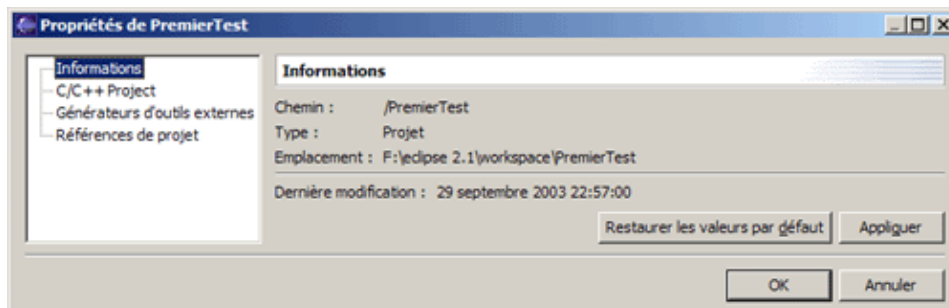 Propriétés de PremierTest
Informations
C/C++ Project
Générateurs d'outils externes
Références de projet
Informations
Chemin : /PremierTest
Type : Projet
Emplacement : F:\eclipse 2.1\workspace\PremierTest
Dernière modification : 29 septembre 2003 22:57:00
Restaurer les valeurs par défaut Appliguer
OK Annuler